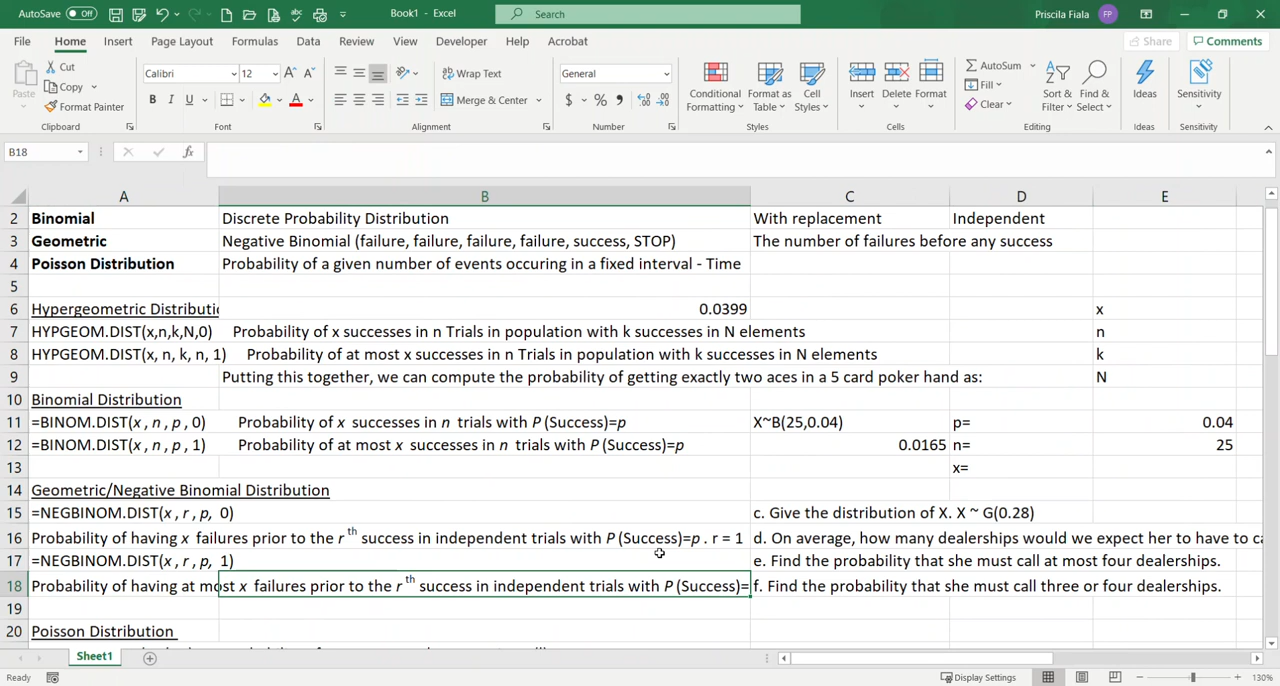 AutoSave Off Book1 - Excel Search Priscila Fiala FP
File Home Insert Page Layout Formulas Data Review View Developer Help Acrobat Share Comments
Paste Cut Copy Format Painter Clipboard
Calibri 12 B I U A Font
Wrap Text Merge & Center Alignment
General $ % Number
Conditional Formatting Format as Table Cell Styles Styles
Insert Delete Format Cells
AutoSum Fill Clear Sort & Filter Find & Select Editing
Ideas Ideas
Sensitivity Sensitivity
B18 fx
A B C D E
2 Binomial Discrete Probability Distribution With replacement Independent
3 Geometric Negative Binomial (failure, failure, failure, failure, success, STOP) The number of failures before any success
4 Poisson Distribution Probability of a given number of events occuring in a fixed interval - Time
5
6 Hypergeometric Distributio 0.0399 x
7 HYPGEOM.DIST(x,n,k,N,0) Probability of x successes in n Trials in population with k successes in N elements n
8 HYPGEOM.DIST(x, n, k, n, 1) Probability of at most x successes in n Trials in population with k successes in N elements k
9 Putting this together, we can compute the probability of getting exactly two aces in a 5 card poker hand as: N
10 Binomial Distribution
11 =BINOM.DIST(x , n , p , 0) Probability of x successes in n trials with P (Success)=p X~B(25,0.04) p= 0.04
12 =BINOM.DIST(x , n , p , 1) Probability of at most x successes in n trials with P (Success)=p 0.0165 n= 25
13 x=
14 Geometric/Negative Binomial Distribution
15 =NEGBINOM.DIST(x , r , p, 0) c. Give the distribution of X. X ~ G(0.28)
16 Probability of having x failures prior to the r th success in independent trials with P (Success)=p . r = 1 d. On average, how many dealerships would we expect her to have to ca
17 =NEGBINOM.DIST(x , r , p, 1) e. Find the probability that she must call at most four dealerships.
18 Probability of having at most x failures prior to the r th success in independent trials with P (Success)= f. Find the probability that she must call three or four dealerships.
19
20 Poisson Distribution
Sheet1
Ready Display Settings 130%